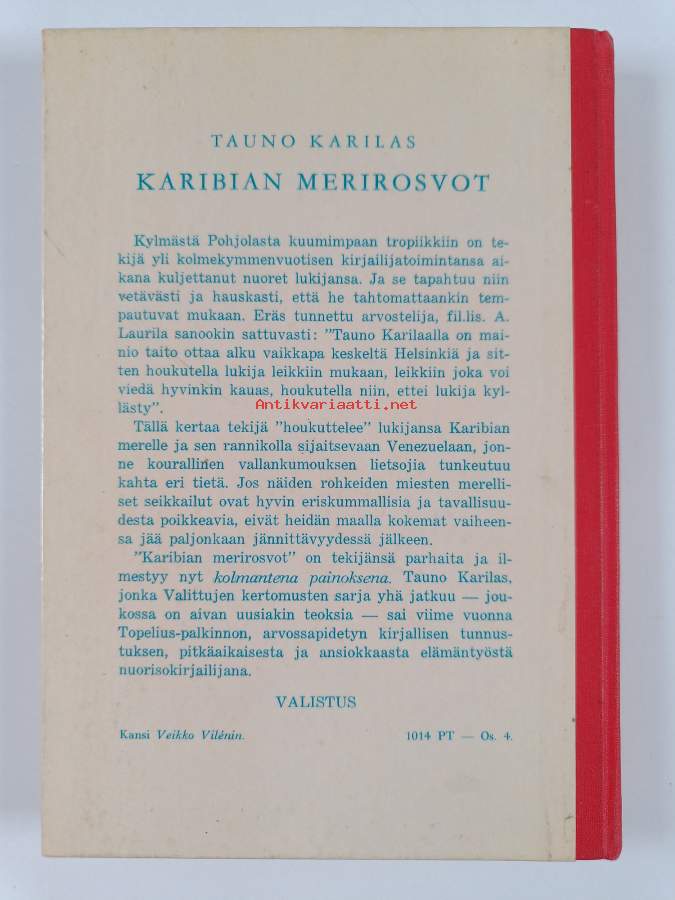 TAUNO KARILAS
KARIBIAN MERIROSVOT
Kylmästä Pohjolasta kuumimpaan tropiikkiin on te-
kijä yli kolmekymmenvuotisen kirjailijatoimintansa ai-
kana kuljettanut nuoret lukijansa. Ja se tapahtuu niin
vetävästi ja hauskasti, että he tahtomattaankin tem-
pautuvat mukaan. Eräs tunnettu arvostelija, fil.lis. A.
Laurila sanookin sattuvasti: "Tauno Karilaalla on mai-
nio taito ottaa alku vaikkapa keskeltä Helsinkiä ja sit-
ten houkutella lukija leikkiin mukaan, leikkiin joka voi
viedä hyvinkin kauas, houkutella niin, ettei lukija kyl-
lästy".
Antikvariaatti.net
Tällä kertaa tekijä "houkuttelee" lukijansa Karibian
merelle ja sen rannikolla sijaitsevaan Venezuelaan, jon-
ne kourallinen vallankumouksen lietsojia tunkeutuu
kahta eri tietä. Jos näiden rohkeiden miesten merelli-
set seikkailut ovat hyvin eriskummallisia ja tavallisuu-
desta poikkeavia, eivät heidän maalla kokemat vaiheen-
sa jää paljonkaan jännittävyydessä jälkeen.
"Karibian merirosvot" on tekijänsä parhaita ja il-
mestyy nyt kolmantena painoksena. Tauno Karilas,
jonka Valittujen kertomusten sarja yhä jatkuu — jou-
kossa on aivan uusiakin teoksia — sai viime vuonna
Topelius-palkinnon, arvossapidetyn kirjallisen tunnus-
tuksen, pitkäaikaisesta ja ansiokkaasta elämäntyöstä
nuorisokirjailijana.
VALISTUS
Kansi Veikko Vilénin.
1014 PT — Os. 4.